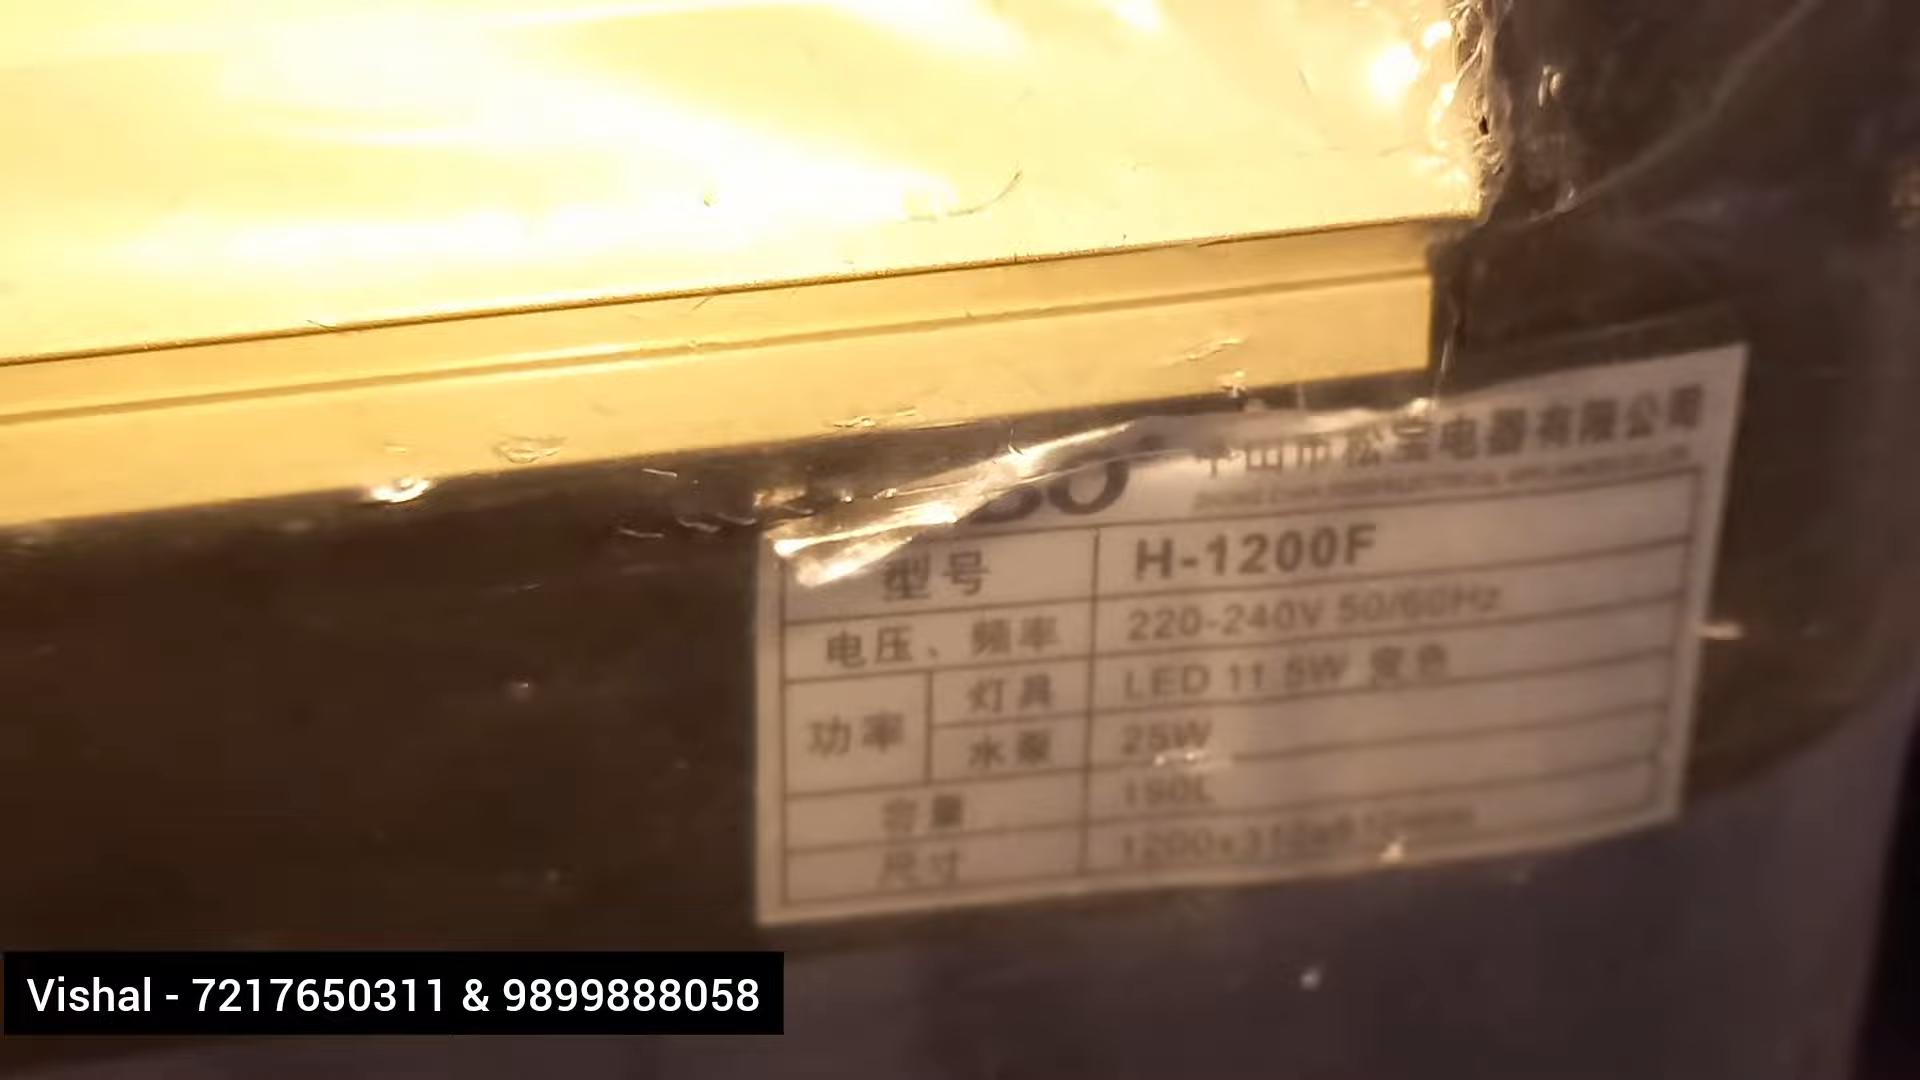 中山市松宝电器有限公司
型号 H-1200F
电压、频率 220-240V 50/60Hz
功率 灯具 LED 11.5W 变色
水泵 25W
容量 190L
尺寸
Vishal - 7217650311 & 9899888058